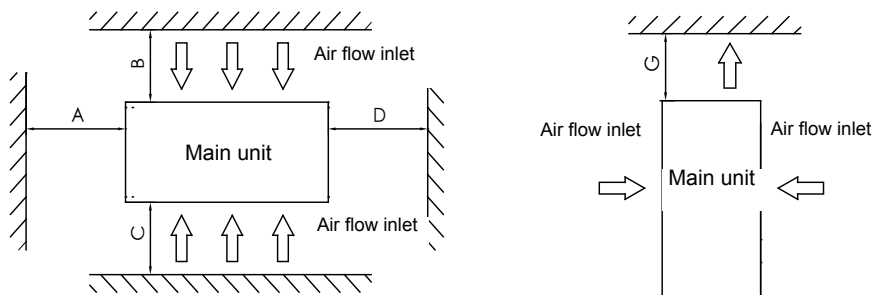 B
Air flow inlet
A
D
Main unit
C
Air flow inlet
G
Air flow inlet
Air flow inlet
Main unit